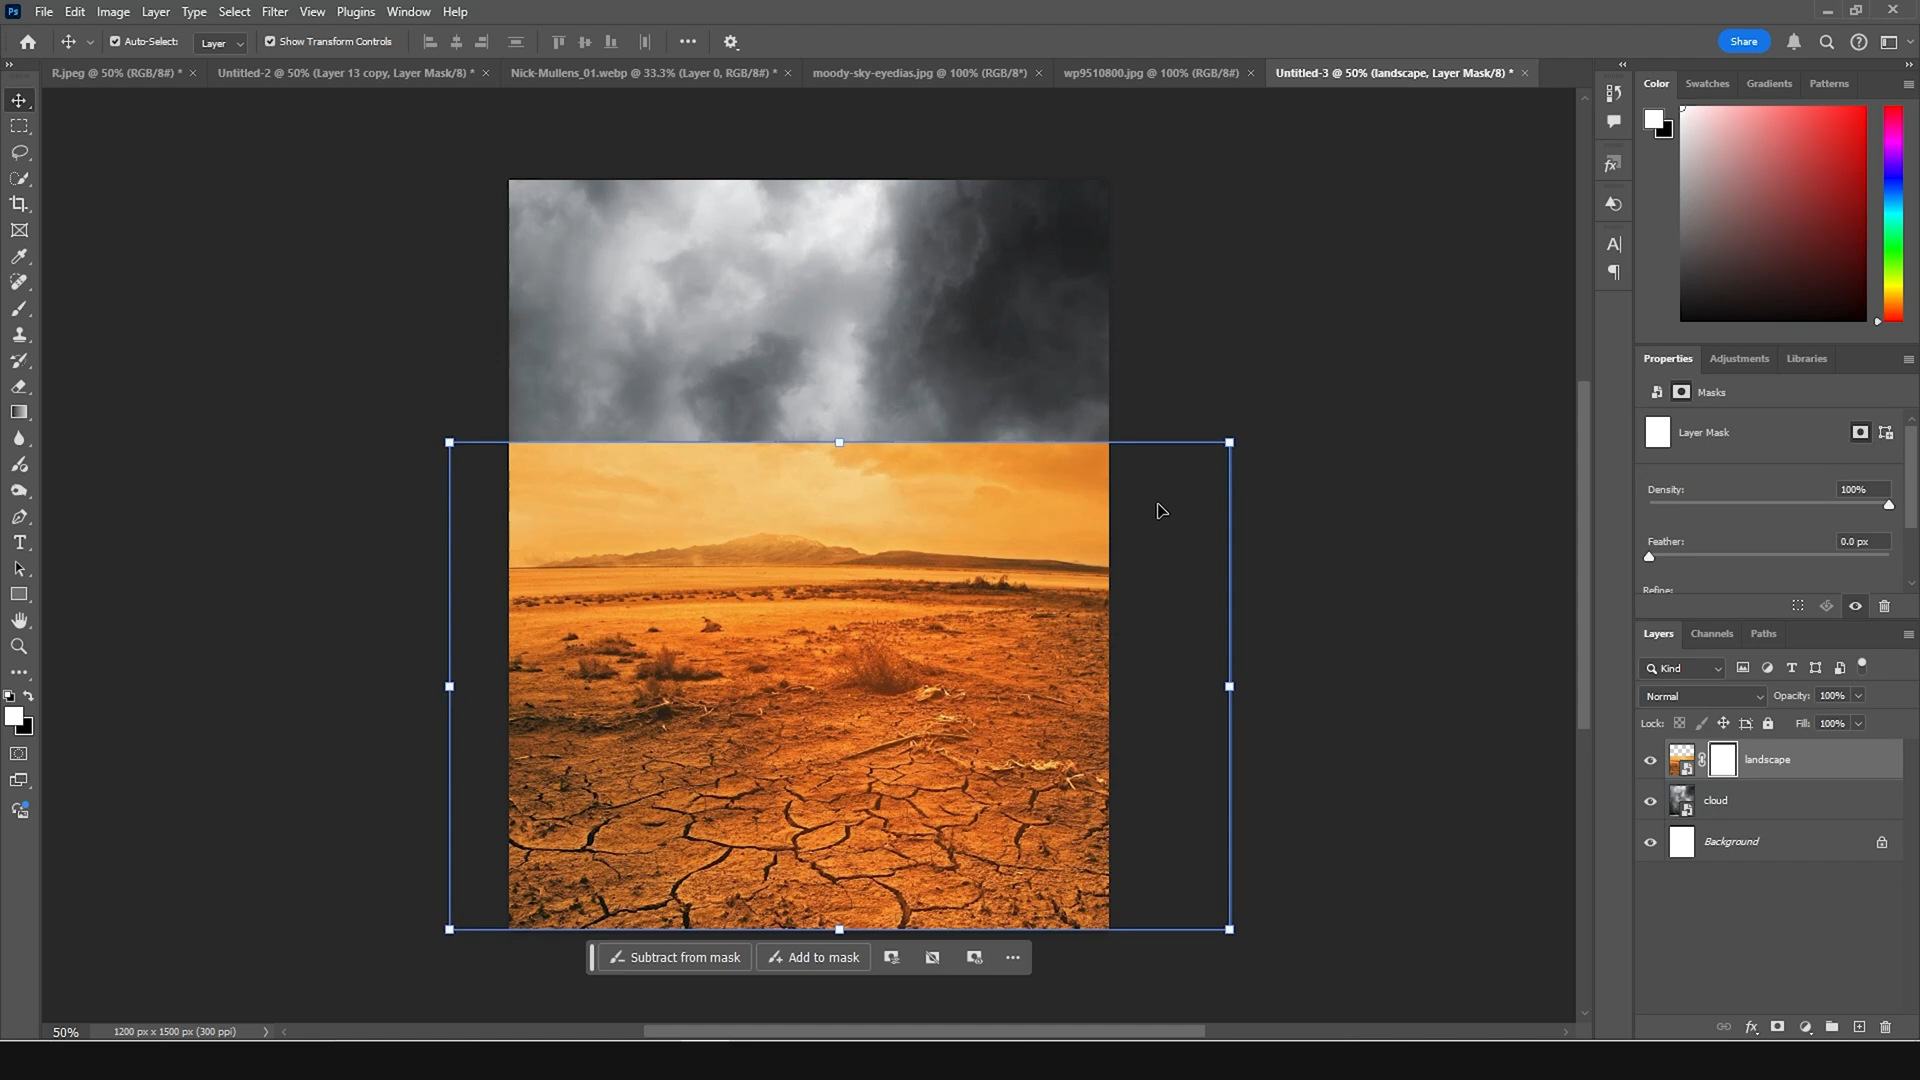 Ps File Edit Image Layer Type Select Filter View Plugins Window Help
Auto-Select: Layer Show Transform Controls Share
R.jpeg @ 50% (RGB/8#) * Untitled-2 @ 50% (Layer 13 copy, Layer Mask/8) * Nick-Mullens_01.webp @ 33.3% (Layer 0, RGB/8#) * moody-sky-eyedias.jpg @ 100% (RGB/8*) wp9510800.jpg @ 100% (RGB/8#) Untitled-3 @ 50% (landscape, Layer Mask/8) *
Color Swatches Gradients Patterns
Properties Adjustments Libraries
Masks
Layer Mask
Density: 100%
Feather: 0.0 px
Refine:
Layers Channels Paths
Kind
Normal Opacity: 100%
Lock: Fill: 100%
landscape
cloud
Background
Subtract from mask Add to mask
50% 1200 px x 1500 px (300 ppi)